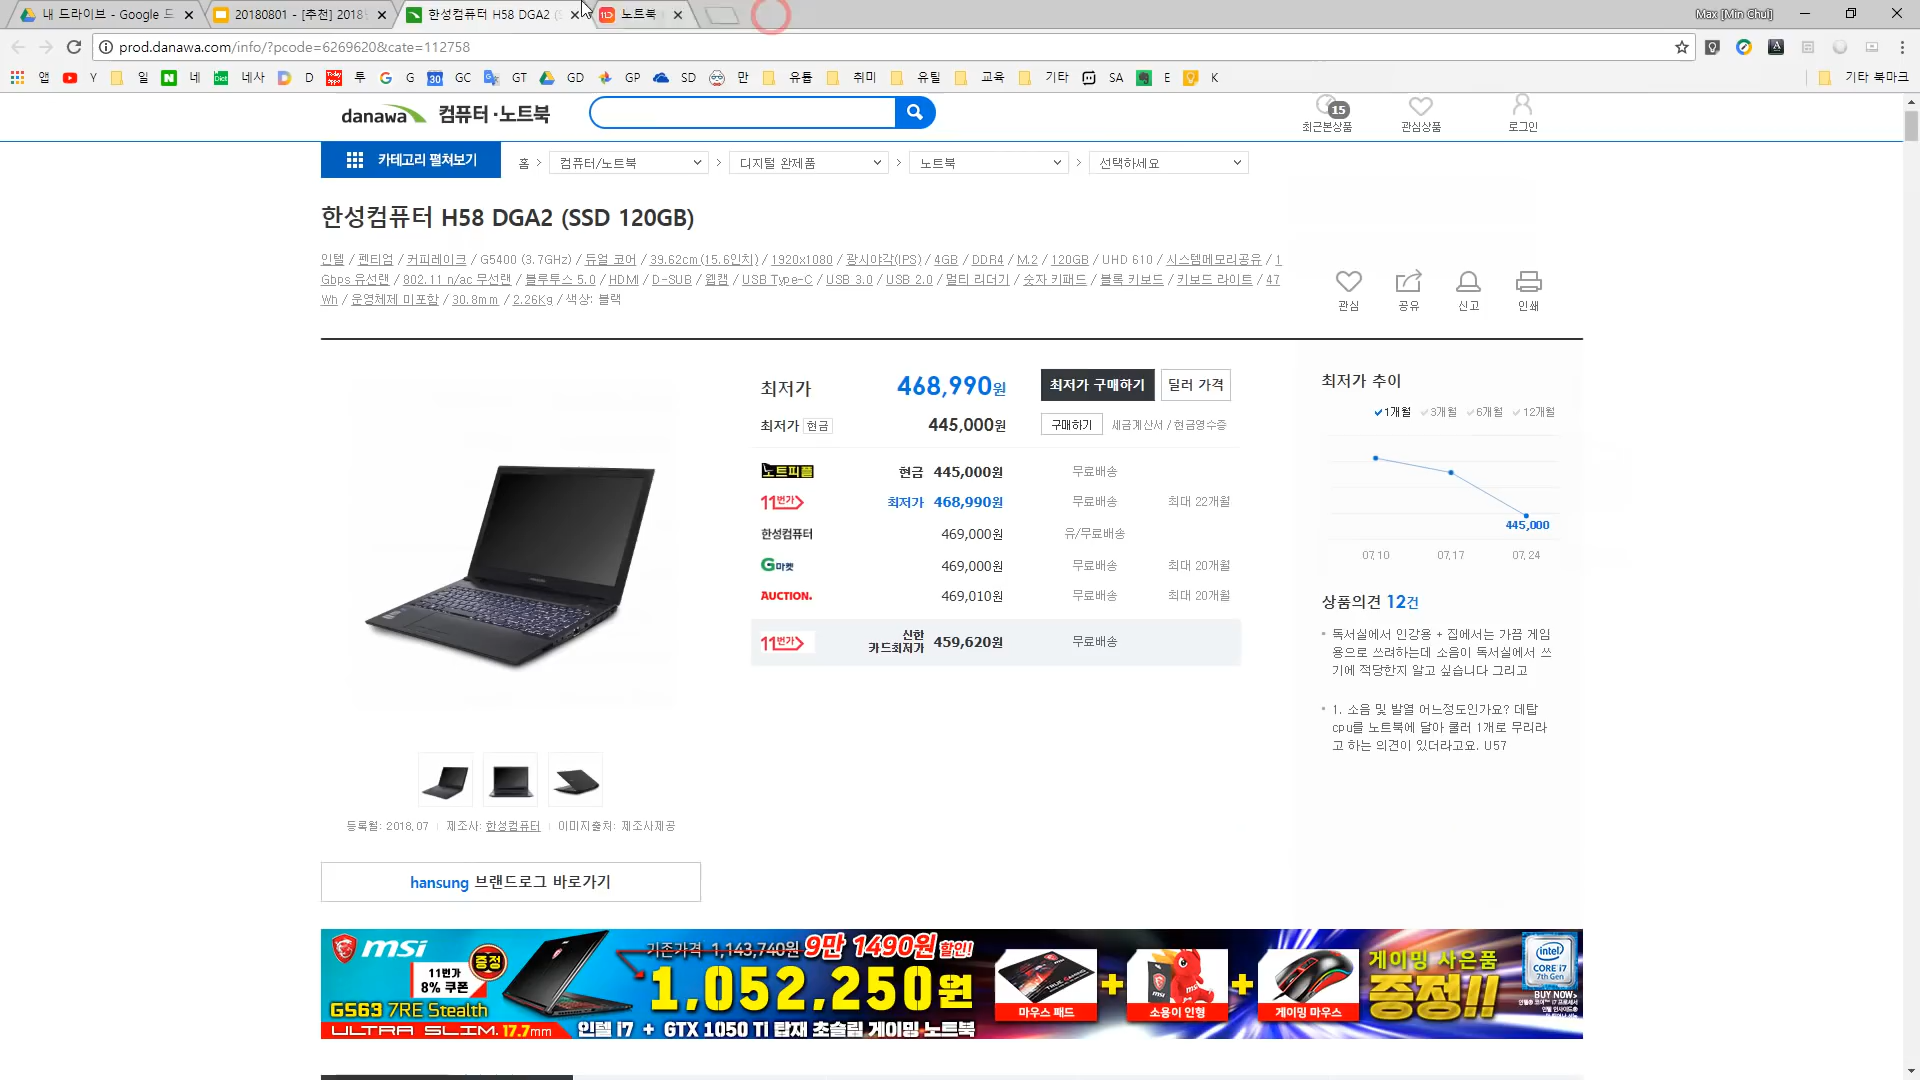 내 드라이브 - Google 드
20180801 - [추천] 2018년
한성컴퓨터 H58 DGA2 (S
노트북
Max [Min Chul]
prod.danawa.com/info/?pcode=6269620&cate=112758
앱 Y 일 네 네사 D 투 G GC GT GD GP SD 만 유틉 취미 유틸 교육 기타 SA E K 기타 북마크
danawa 컴퓨터·노트북
15
최근본상품 관심상품 로그인
카테고리 펼쳐보기 홈 > 컴퓨터/노트북 > 디지털 완제품 > 노트북 > 선택하세요
한성컴퓨터 H58 DGA2 (SSD 120GB)
인텔 / 펜티엄 / 커피레이크 / G5400 (3.7GHz) / 듀얼 코어 / 39.62cm(15.6인치) / 1920x1080 / 광시야각(IPS) / 4GB / DDR4 / M.2 / 120GB / UHD 610 / 시스템메모리공유 / 1
Gbps 유선랜 / 802.11 n/ac 무선랜 / 블루투스 5.0 / HDMI / D-SUB / 웹캠 / USB Type-C / USB 3.0 / USB 2.0 / 멀티 리더기 / 숫자 키패드 / 블록 키보드 / 키보드 라이트 / 47
Wh / 운영체제 미포함 / 30.8mm / 2.26Kg / 색상: 블랙
관심 공유 신고 인쇄
최저가 468,990원 최저가 구매하기 딜러 가격
최저가 현금 445,000원 구매하기 세금계산서 / 현금영수증
노트피플 현금 445,000원 무료배송
11번가 최저가 468,990원 무료배송 최대 22개월
한성컴퓨터 469,000원 유/무료배송
G마켓 469,000원 무료배송 최대 20개월
AUCTION. 469,010원 무료배송 최대 20개월
11번가 신한 카드최저가 459,620원 무료배송
최저가 추이
1개월 3개월 6개월 12개월
445,000
07.10 07.17 07.24
상품의견 12건
독서실에서 인강용 + 집에서는 가끔 게임
용으로 쓰려하는데 소음이 독서실에서 쓰
기에 적당한지 알고 싶습니다 그리고
1. 소음 및 발열 어느정도인가요? 데탑
cpu를 노트북에 달아 쿨러 1개로 무리라
고 하는 의견이 있더라고요. U57
등록월: 2018.07 제조사: 한성컴퓨터 이미지출처: 제조사제공
hansung 브랜드로그 바로가기
msi
증정
11번가
8% 쿠폰
GS63 7RE Stealth
ULTRA SLIM. 17.7mm
기존가격 1,143,740원 9만 1490원 할인!
1,052,250원
인텔 i7 + GTX 1050 Ti 탑재 초슬림 게이밍 노트북
마우스 패드 + 소용이 인형 + 게이밍 마우스
게이밍 사은품
증정!!
intel
CORE i7
7th Gen
BUY NOW>